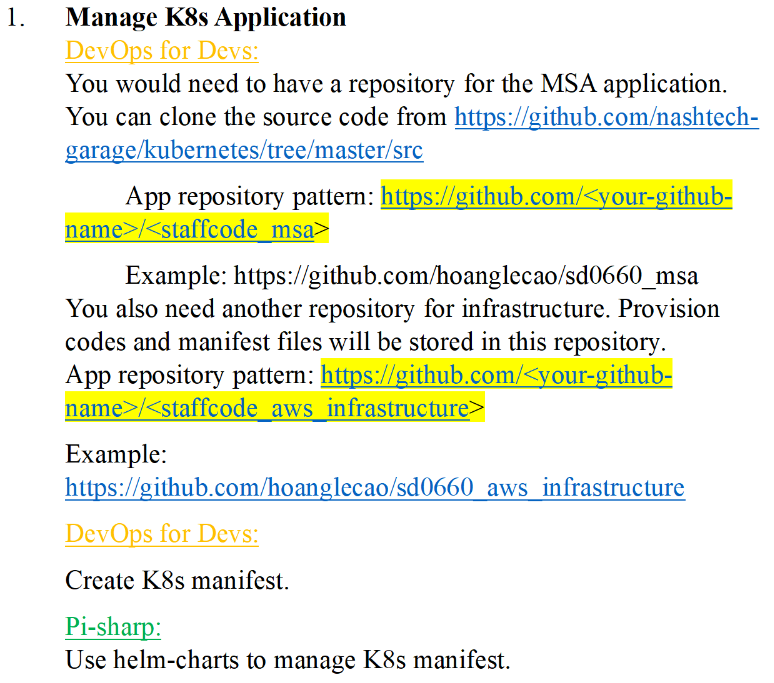 1. Manage K8s Application
DevOps for Devs:
You would need to have a repository for the MSA application.
You can clone the source code from https://github.com/nashtech-
garage/kubernetes/tree/master/src
App repository pattern: https://github.com/<your-github-
name>/<staffcode_msa>
Example: https://github.com/hoanglecao/sd0660_msa
You also need another repository for infrastructure. Provision
codes and manifest files will be stored in this repository.
App repository pattern: https://github.com/<your-github-
name>/<staffcode_aws_infrastructure>
Example:
https://github.com/hoanglecao/sd0660_aws_infrastructure
DevOps for Devs:
Create K8s manifest.
Pi-sharp:
Use helm-charts to manage K8s manifest.